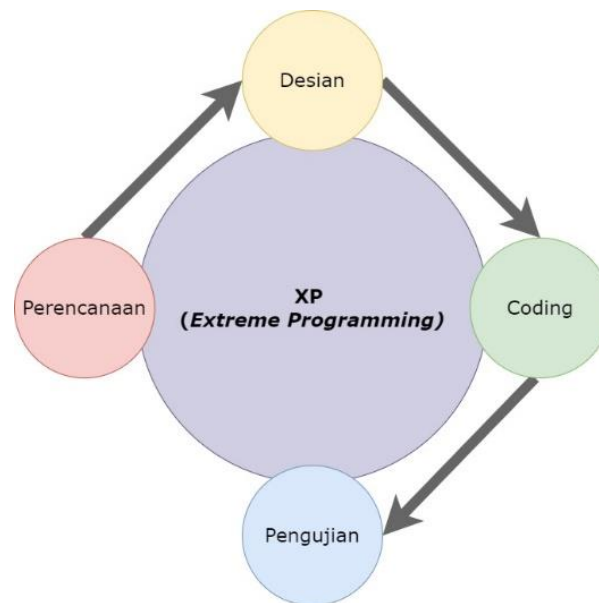 Desian
Perencanaan
XP
(Extreme Programming)
Coding
Pengujian